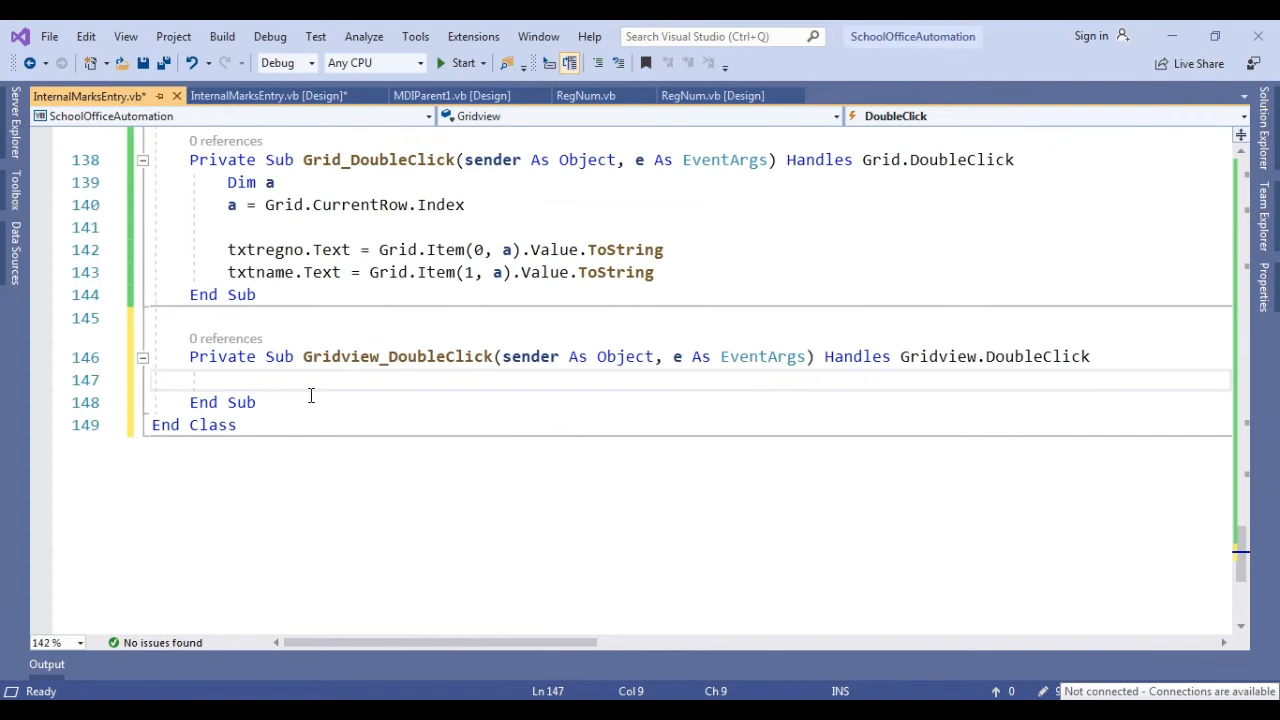 File Edit View Project Build Debug Test Analyze Tools Extensions Window Help Search Visual Studio (Ctrl+Q) SchoolOfficeAutomation Sign in
Debug Any CPU Start Live Share
InternalMarksEntry.vb* InternalMarksEntry.vb [Design]* MDIParent1.vb [Design] RegNum.vb RegNum.vb [Design]
VB SchoolOfficeAutomation Gridview DoubleClick
Server Explorer
Toolbox
Data Sources
0 references
138 Private Sub Grid_DoubleClick(sender As Object, e As EventArgs) Handles Grid.DoubleClick
139 Dim a
140 a = Grid.CurrentRow.Index
141
142 txtregno.Text = Grid.Item(0, a).Value.ToString
143 txtname.Text = Grid.Item(1, a).Value.ToString
144 End Sub
145
0 references
146 Private Sub Gridview_DoubleClick(sender As Object, e As EventArgs) Handles Gridview.DoubleClick
147
148 End Sub
149 End Class
Solution Explorer
Team Explorer
Properties
142 % No issues found
Output
Ready Ln 147 Col 9 Ch 9 INS 0 9 Not connected - Connections are available